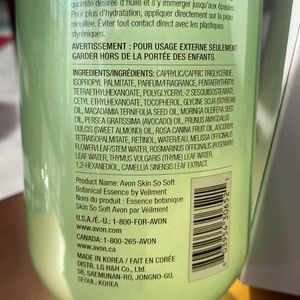 quantité désirée d'huile et s'y immerger jusqu'aux épaules.
Pour plus d'hydratation, appliquer directement sur la peau
mouillée. Éviter tout contact direct avec les plastiques
styréniques.
AVERTISSEMENT : POUR USAGE EXTERNE SEULEMENT
GARDER HORS DE LA PORTÉE DES ENFANTS.
INGREDIENTS/INGRÉDIENTS: CAPRYLIC/CAPRIC TRIGLYCERIDE,
ISOPROPYL PALMITATE, PARFUM/FRAGRANCE, PENTAERYTHRITYL
TETRAETHYLHEXANOATE, POLYGLYCERYL-2 SESQUIOLEATE,
CETYL ETHYLHEXANOATE, TOCOPHEROL, GLYCINE SOJA (SOYBEAN)
OIL, MACADAMIA TERNIFOLIA SEED OIL, MORINGA OLEIFERA SEED
OIL, PERSEA GRATISSIMA (AVOCADO) OIL, PRUNUS AMYGDALUS
DULCIS (SWEET ALMOND) OIL, ROSA CANINA FRUIT OIL, ASCORBYL
TETRAISOPALMITATE, RETINOL, WATER/EAU, MELIA AZADIRACHTA
FLOWER/LEAF/STEM WATER, ROSMARINUS OFFICINALIS (ROSEMARY)
LEAF WATER, THYMUS VULGARIS (THYME) LEAF WATER,
1,2-HEXANEDIOL, CAMELLIA SINENSIS LEAF EXTRACT.
Product Name: Avon Skin So Soft
Botanical Essence by Veilment
Nom du produit : Essence botanique
Skin So Soft Avon par Veilment
U.S.A./É.-U. 1-800-FOR-AVON
www.avon.com
CANADA: 1-800-265-AVON
www.avon.ca
MADE IN KOREA / FAIT EN CORÉE
DISTR. LG H&H Co., Ltd.
58, SAEMUNAN-RO, JONGNO-GU,
SEOUL, KOREA